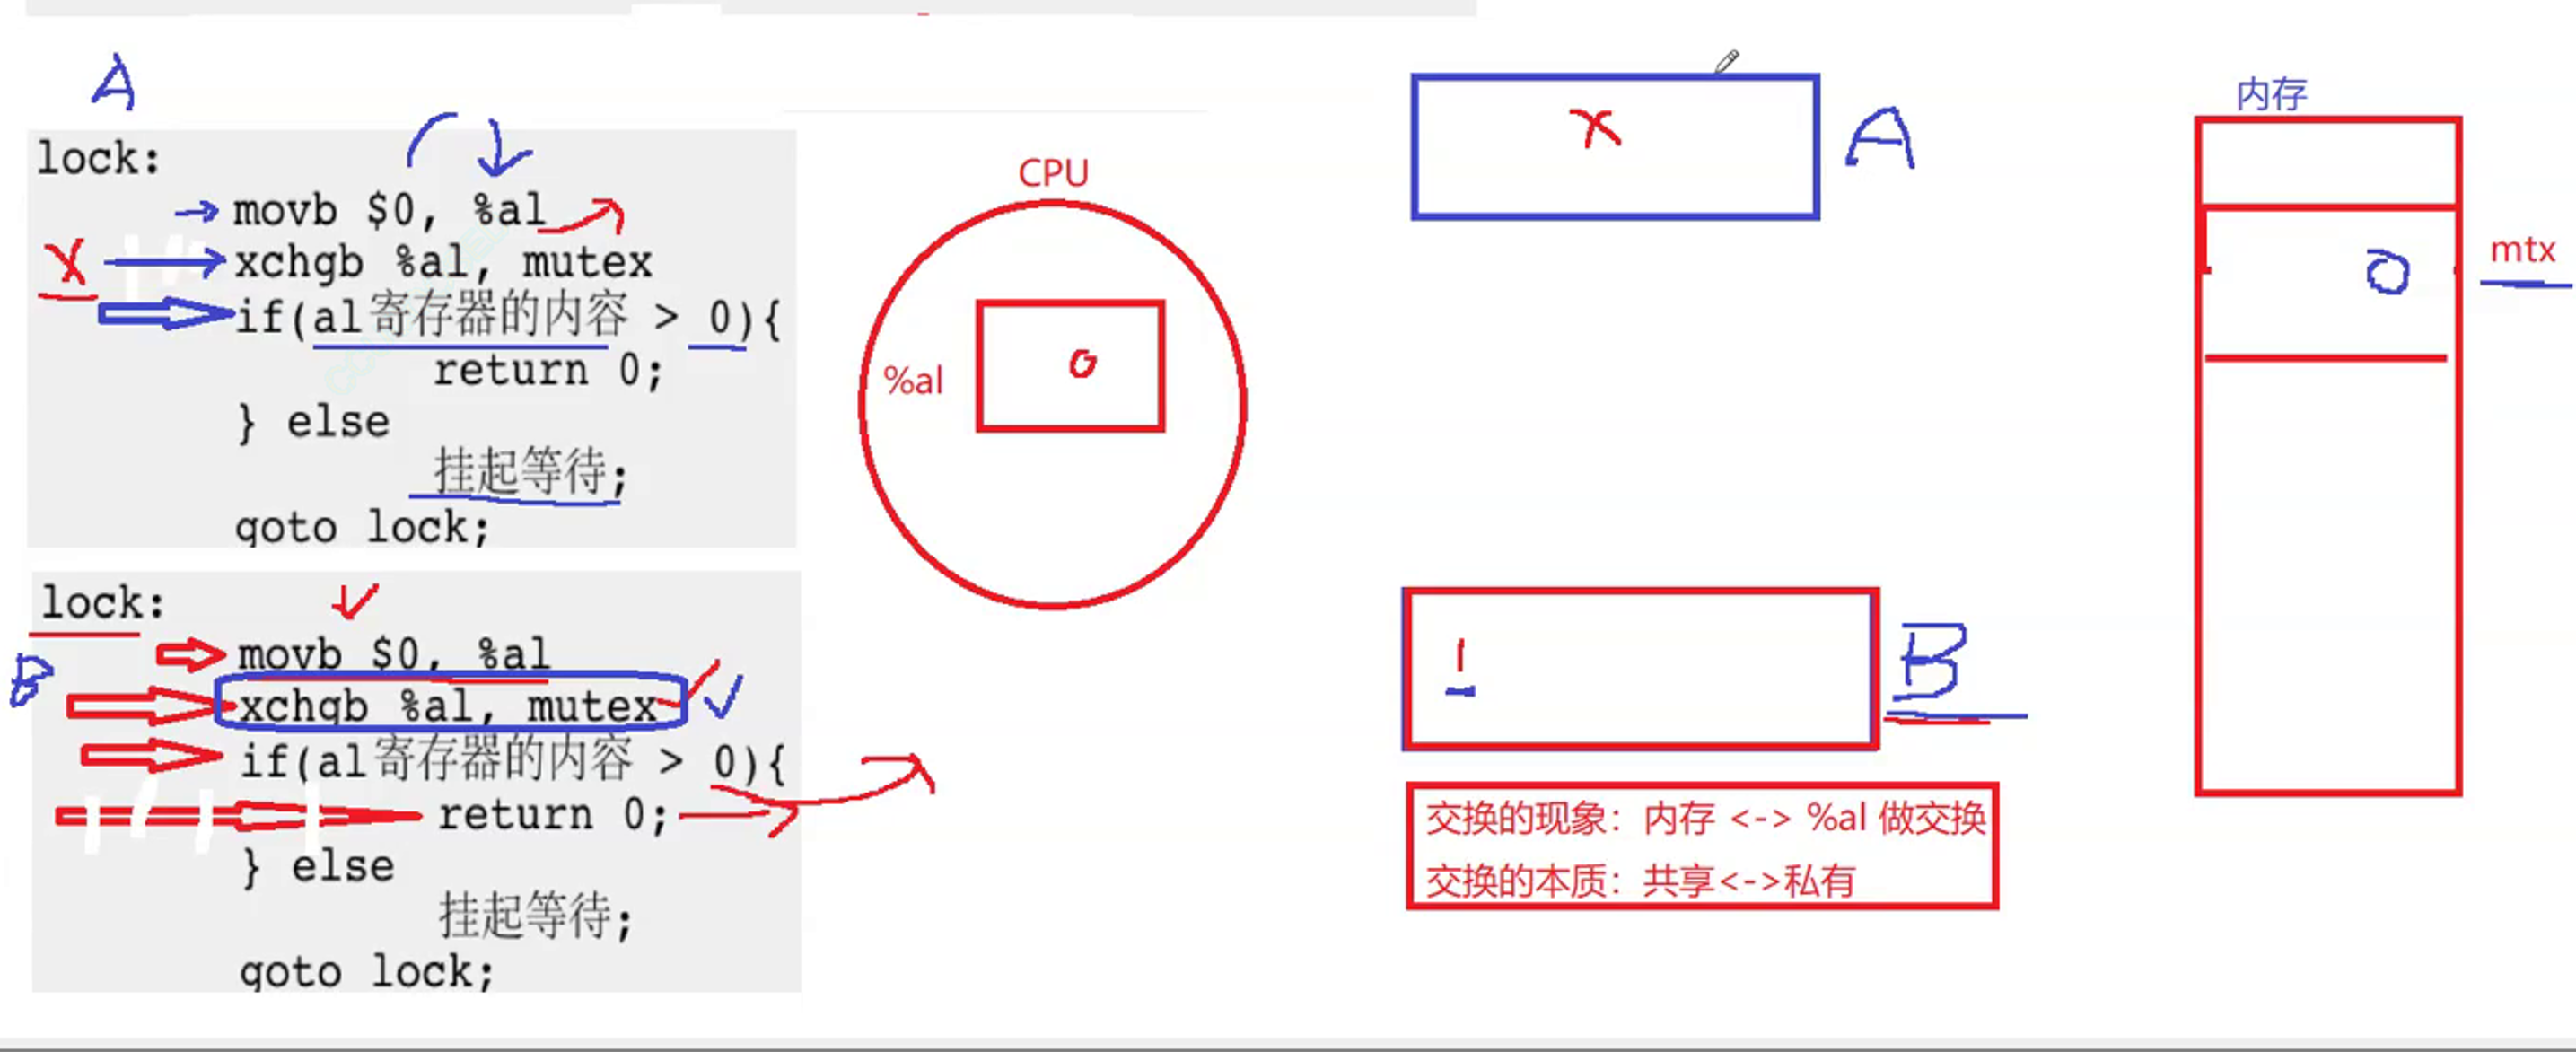 A
lock:
movb $0, %al
X
xchgb %al, mutex
if(al寄存器的内容 > 0){
return 0;
} else
挂起等待;
goto lock;
lock:
B
movb $0, %al
xchgb %al, mutex
if(al寄存器的内容 > 0){
return 0;
} else
挂起等待;
goto lock;
CPU
%al
0
X
A
1
B
交换的现象：内存 <-> %al 做交换
交换的本质：共享<->私有
内存
0
mtx